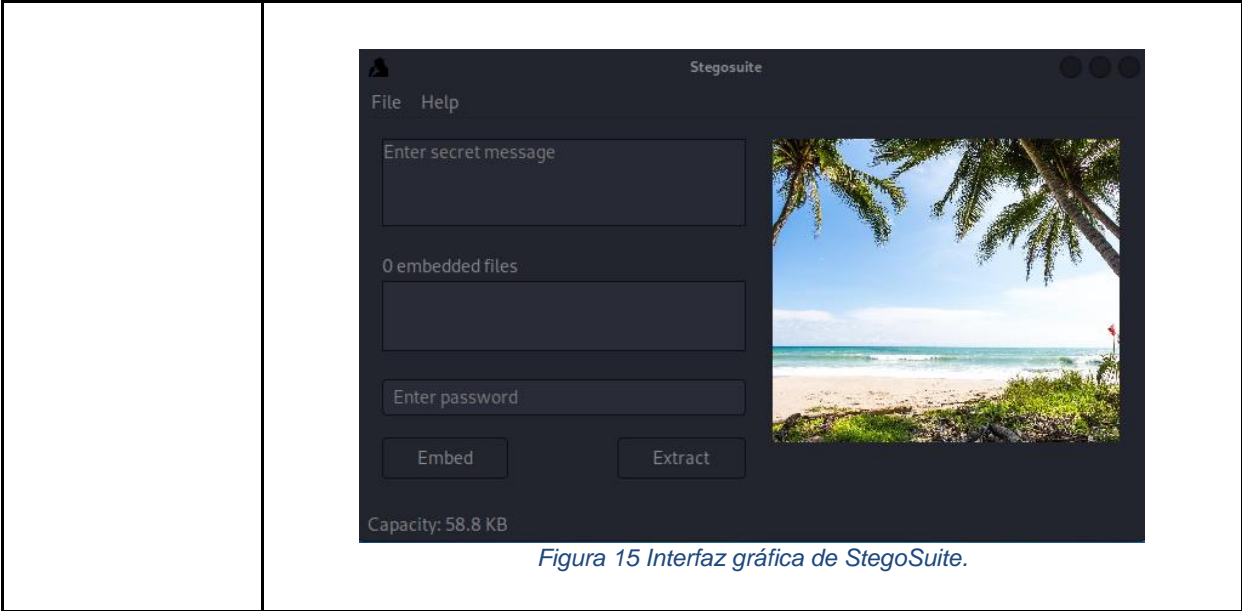 Stegosuite
File Help
Enter secret message
0 embedded files
Enter password
Embed Extract
Capacity: 58.8 KB
Figura 15 Interfaz gráfica de StegoSuite.